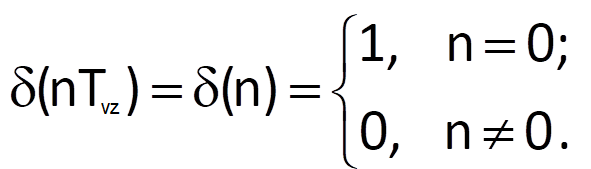 1, n = 0;
δ(nT_vz) = δ(n) = {
0, n ≠ 0.